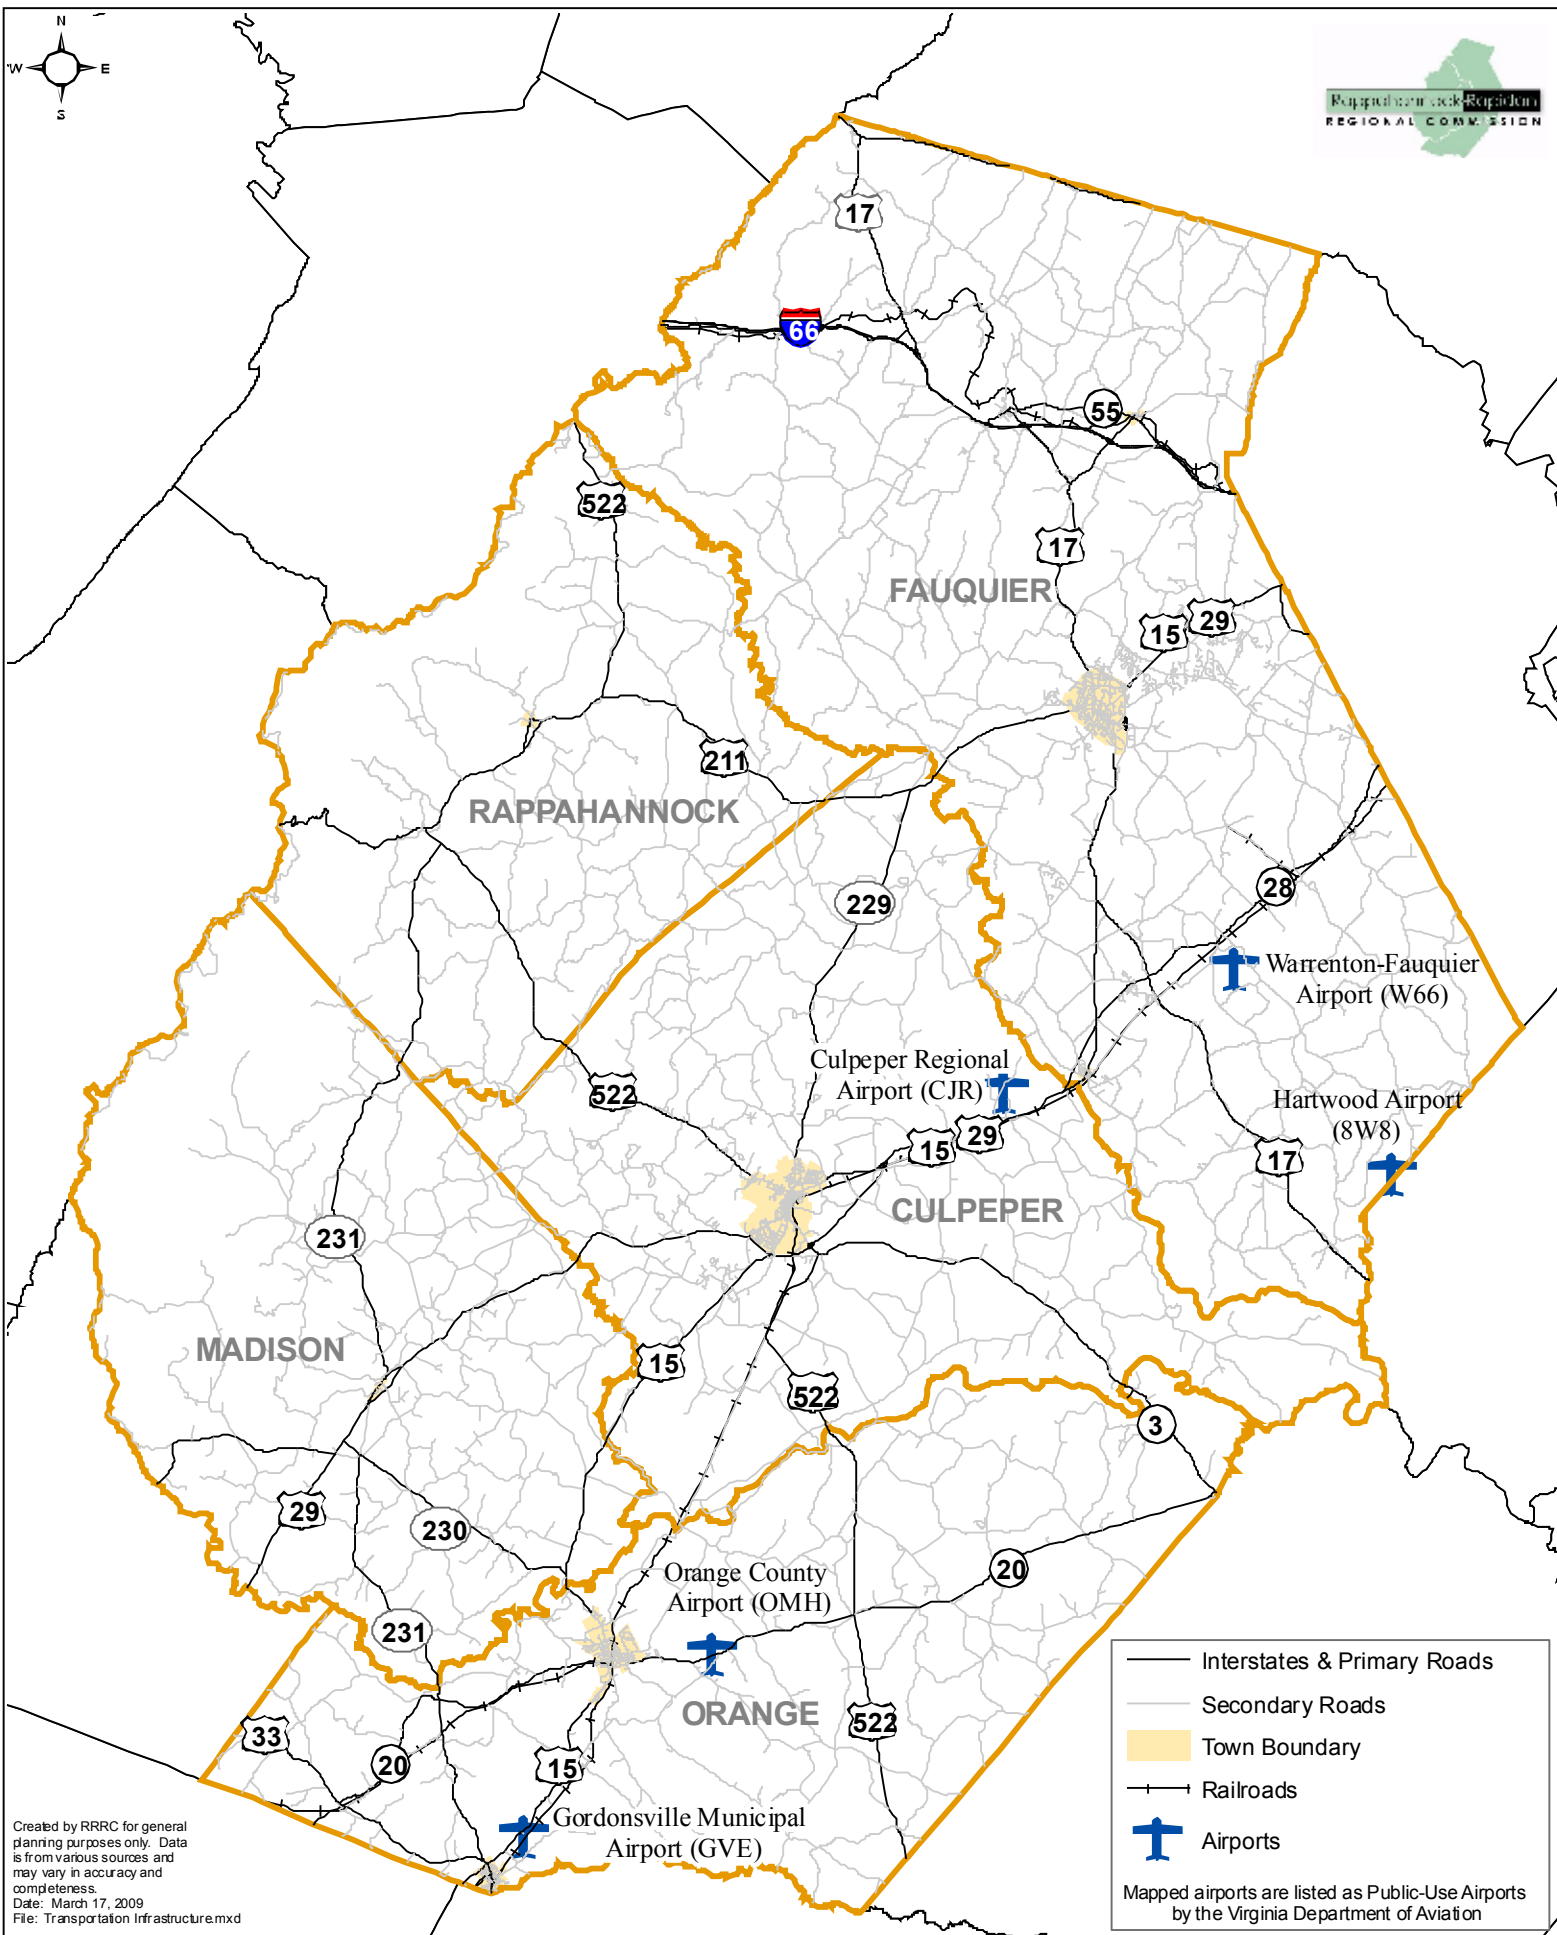 N
W E
S
Rappahannock-Rapidan
REGIONAL COMMISSION
17
66
55
522
17
FAUQUIER
15
29
211
RAPPAHANNOCK
28
229
Warrenton-Fauquier
Airport (W66)
Culpeper Regional
Airport (CJR)
522
Hartwood Airport
(8W8)
29
15
17
CULPEPER
231
MADISON
15
522
3
29
230
20
Orange County
Airport (OMH)
231
ORANGE
522
33
20
15
Gordonsville Municipal
Airport (GVE)
Interstates & Primary Roads
Secondary Roads
Town Boundary
Railroads
Airports
Mapped airports are listed as Public-Use Airports
by the Virginia Department of Aviation
Created by RRRC for general
planning purposes only. Data
is from various sources and
may vary in accuracy and
completeness.
Date: March 17, 2009
File: Transportation Infrastructure.mxd